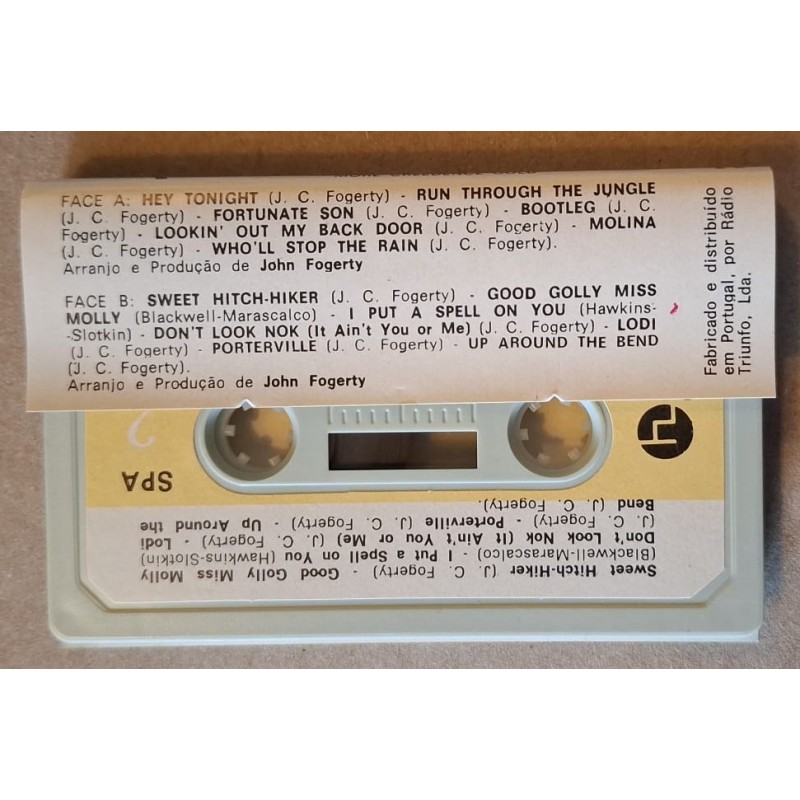 FACE A: HEY TONIGHT (J. C. Fogerty) - RUN THROUGH THE JUNGLE
(J. C. Fogerty) - FORTUNATE SON (J. C. Fogerty) - BOOTLEG (J. C.
Fogerty) - LOOKIN' OUT MY BACK DOOR (J. C. Fogerty) - MOLINA
(J. C. Fogerty) - WHO'LL STOP THE RAIN (J. C. Fogerty).
Arranjo e Produção de John Fogerty
FACE B: SWEET HITCH-HIKER (J. C. Fogerty) - GOOD GOLLY MISS
MOLLY (Blackwell-Marascalco) - I PUT A SPELL ON YOU (Hawkins-
-Slotkin) - DON'T LOOK NOK (It Ain't You or Me) (J. C. Fogerty) - LODI
(J. C. Fogerty) - PORTERVILLE (J. C. Fogerty) - UP AROUND THE BEND
(J. C. Fogerty).
Arranjo e Produção de John Fogerty
Fabricado e distribuído
em Portugal, por Rádio
Triunfo, Lda.
2
SPA
Sweet Hitch-Hiker (J. C. Fogerty) - Good Golly Miss Molly
(Blackwell-Marascalco) - I Put a Spell on You (Hawkins-Slotkin)
Don't Look Nok (It Ain't You or Me) (J. C. Fogerty) - Lodi -
(J. C. Fogerty) - Porterville (J. C. Fogerty) - Up Around the
Bend (J. C. Fogerty).